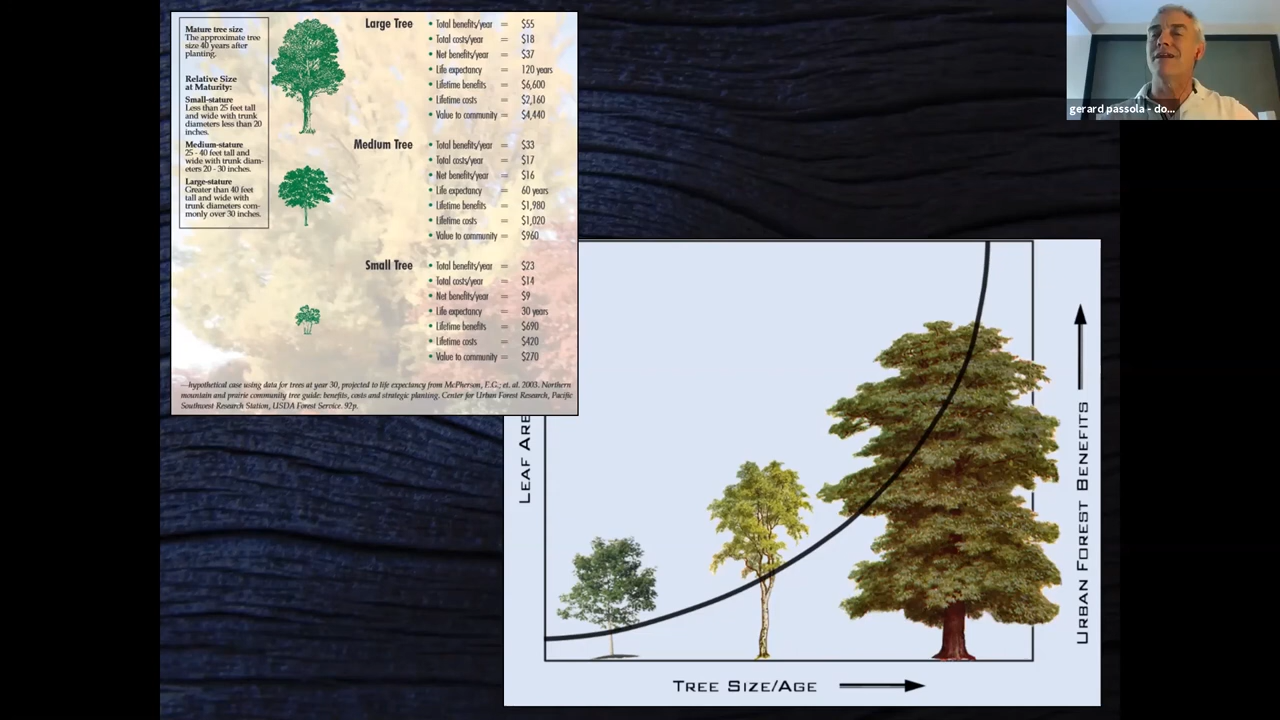 Mature tree size
The approximate tree
size 40 years after
planting.
Relative Size
at Maturity:
Small-stature
Less than 25 feet tall
and wide with trunk
diameters less than 20
inches.
Medium-stature
25 - 40 feet tall and
wide with trunk diam-
eters 20 - 30 inches.
Large-stature
Greater than 40 feet
tall and wide with
trunk diameters com-
monly over 30 inches.
Large Tree
• Total benefits/year = $55
• Total costs/year = $18
• Net benefits/year = $37
• Life expectancy = 120 years
• Lifetime benefits = $6,600
• Lifetime costs = $2,160
• Value to community = $4,440
Medium Tree
• Total benefits/year = $33
• Total costs/year = $17
• Net benefits/year = $16
• Life expectancy = 60 years
• Lifetime benefits = $1,980
• Lifetime costs = $1,020
• Value to community = $960
Small Tree
• Total benefits/year = $23
• Total costs/year = $14
• Net benefits/year = $9
• Life expectancy = 30 years
• Lifetime benefits = $690
• Lifetime costs = $420
• Value to community = $270
—hypothetical case using data for trees at year 30, projected to life expectancy from McPherson, E.G.; et. al. 2003. Northern
mountain and prairie community tree guide: benefits, costs and strategic planting. Center for Urban Forest Research, Pacific
Southwest Research Station, USDA Forest Service. 92p.
gerard passola - do...
LEAF ARE
URBAN FOREST BENEFITS
TREE SIZE/AGE